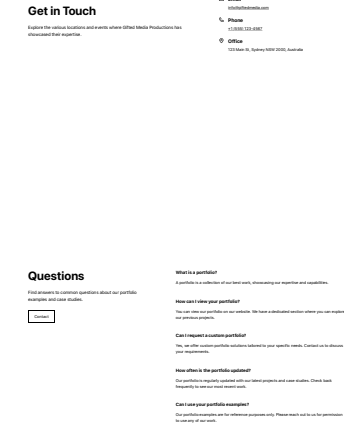 Get in Touch
Explore the various locations and events where Gifted Media Productions has
showcased their expertise.
info@giftedmedia.com
Phone
+1 (555) 123-4567
Office
123 Main St, Sydney NSW 2000, Australia
Questions
Find answers to common questions about our portfolio
examples and case studies.
Contact
What is a portfolio?
A portfolio is a collection of our best work, showcasing our expertise and capabilities.
How can I view your portfolio?
You can view our portfolio on our website. We have a dedicated section where you can explore
our previous projects.
Can I request a custom portfolio?
Yes, we offer custom portfolio solutions tailored to your specific needs. Contact us to discuss
your requirements.
How often is the portfolio updated?
Our portfolio is regularly updated with our latest projects and case studies. Check back
frequently to see our most recent work.
Can I use your portfolio examples?
Our portfolio examples are for reference purposes only. Please reach out to us for permission
to use any of our work.